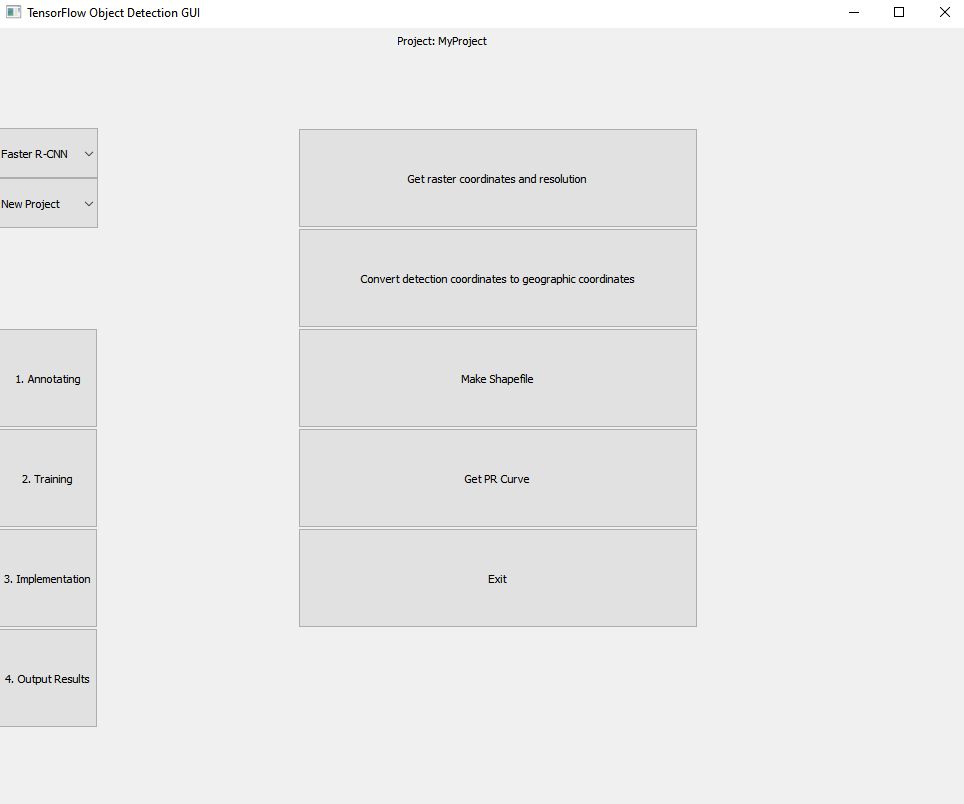 TensorFlow Object Detection GUI
Project: MyProject
Faster R-CNN
New Project
1. Annotating
2. Training
3. Implementation
4. Output Results
Get raster coordinates and resolution
Convert detection coordinates to geographic coordinates
Make Shapefile
Get PR Curve
Exit